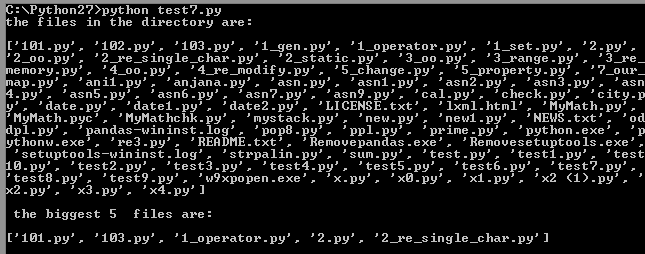 C:\Python27>python test7.py
the files in the directory are:
['101.py', '102.py', '103.py', '1_gen.py', '1_operator.py', '1_set.py', '2.py',
'2_oo.py', '2_re_single_char.py', '2_static.py', '3_oo.py', '3_range.py', '3_re_
memory.py', '4_oo.py', '4_re_modify.py', '5_change.py', '5_property.py', '7_our_
map.py', 'ani1.py', 'anjana.py', 'asn.py', 'asn1.py', 'asn2.py', 'asn3.py', 'asn
4.py', 'asn5.py', 'asn6.py', 'asn7.py', 'asn9.py', 'cal.py', 'check.py', 'city.p
y', 'date.py', 'date1.py', 'date2.py', 'LICENSE.txt', 'lxml.html', 'MyMath.py',
'MyMath.pyc', 'MyMathchk.py', 'mystack.py', 'new.py', 'new1.py', 'NEWS.txt', 'od
dpl.py', 'pandas-wininst.log', 'pop8.py', 'ppl.py', 'prime.py', 'python.exe', 'p
ythonw.exe', 're3.py', 'README.txt', 'Removepandas.exe', 'Removesetuptools.exe',
'setuptools-wininst.log', 'strpalin.py', 'sum.py', 'test.py', 'test1.py', 'test
10.py', 'test2.py', 'test3.py', 'test4.py', 'test5.py', 'test6.py', 'test7.py',
'test8.py', 'test9.py', 'w9xpopen.exe', 'x.py', 'x0.py', 'x1.py', 'x2 (1).py', '
x2.py', 'x3.py', 'x4.py']
the biggest 5  files are:
['101.py', '103.py', '1_operator.py', '2.py', '2_re_single_char.py']